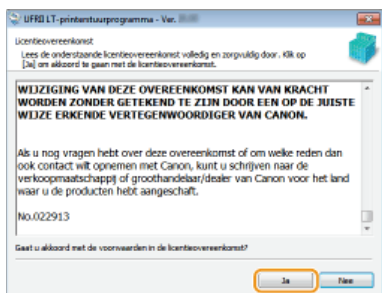 UFRII LT-printentuurprogramma - Ver.
Licentieovereenkomst
Lees de onderstaande licentieovereenkomst volledig en zorgvuldig door. Klik op
[Ja] om akkoord te gaan met de licentieovereenkomst.
WIJZIGING VAN DEZE OVEREENKOMST KAN VAN KRACHT
WORDEN ZONDER GETEKEND TE ZIJN DOOR EEN OP DE JUISTE
WIJZE ERKENDE VERTEGENWOORDIGER VAN CANON.
Als u nog vragen hebt over deze overeenkomst of om welke reden dan
ook contact wilt opnemen met Canon, kunt u schrijven naar de
verkoopmaatschappij of groothandelaar/dealer van Canon voor het land
waar u de producten hebt aangeschaft.
No.022913
Gaat u akkoord met de voorwaarden in de licentieovereenkomst?
Ja
Nee